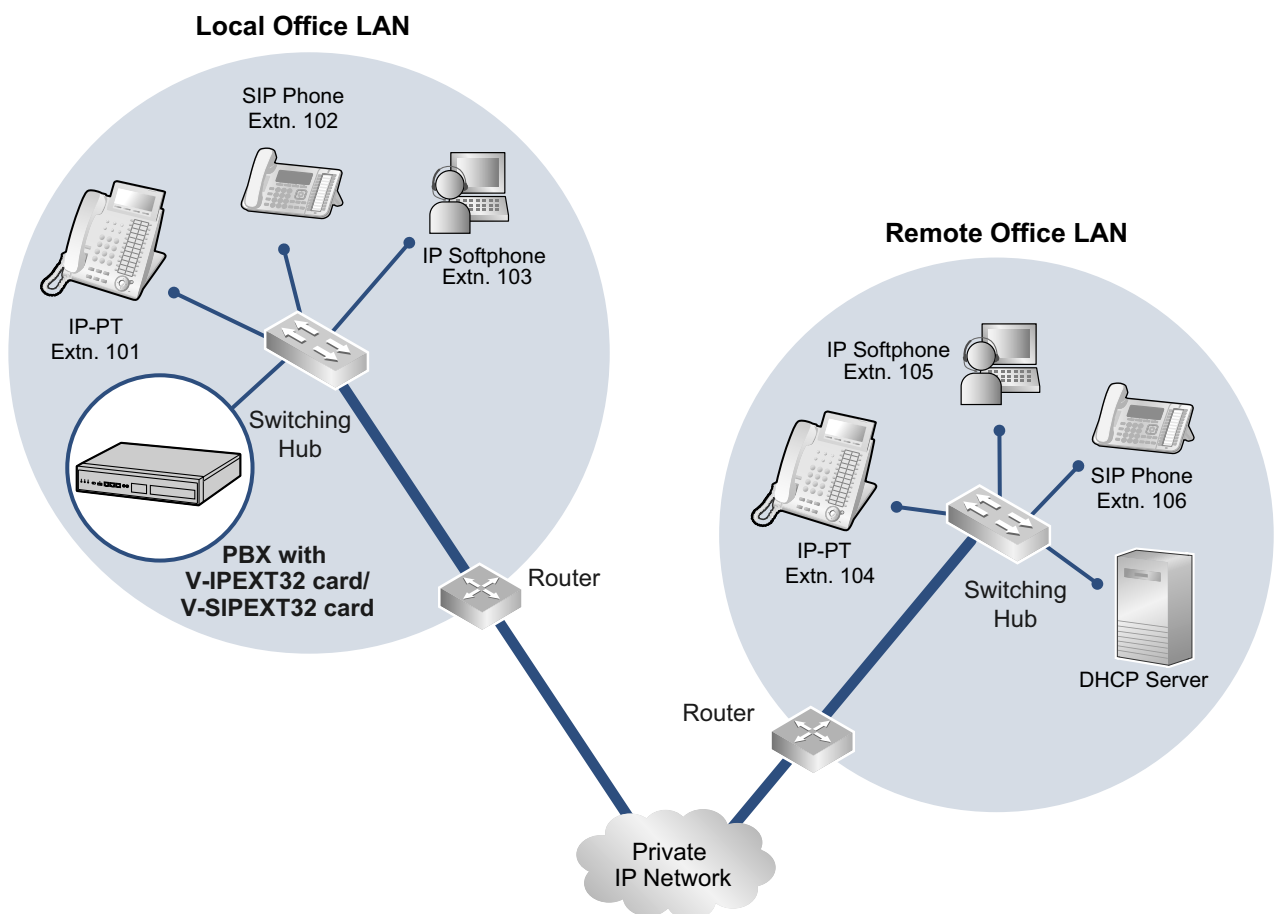 Local Office LAN
SIP Phone
Extn. 102
IP Softphone
Extn. 103
IP-PT
Extn. 101
Switching
Hub
PBX with
V-IPEXT32 card/
V-SIPEXT32 card
Router
Remote Office LAN
IP Softphone
Extn. 105
SIP Phone
Extn. 106
IP-PT
Extn. 104
Switching
Hub
DHCP Server
Router
Private
IP Network